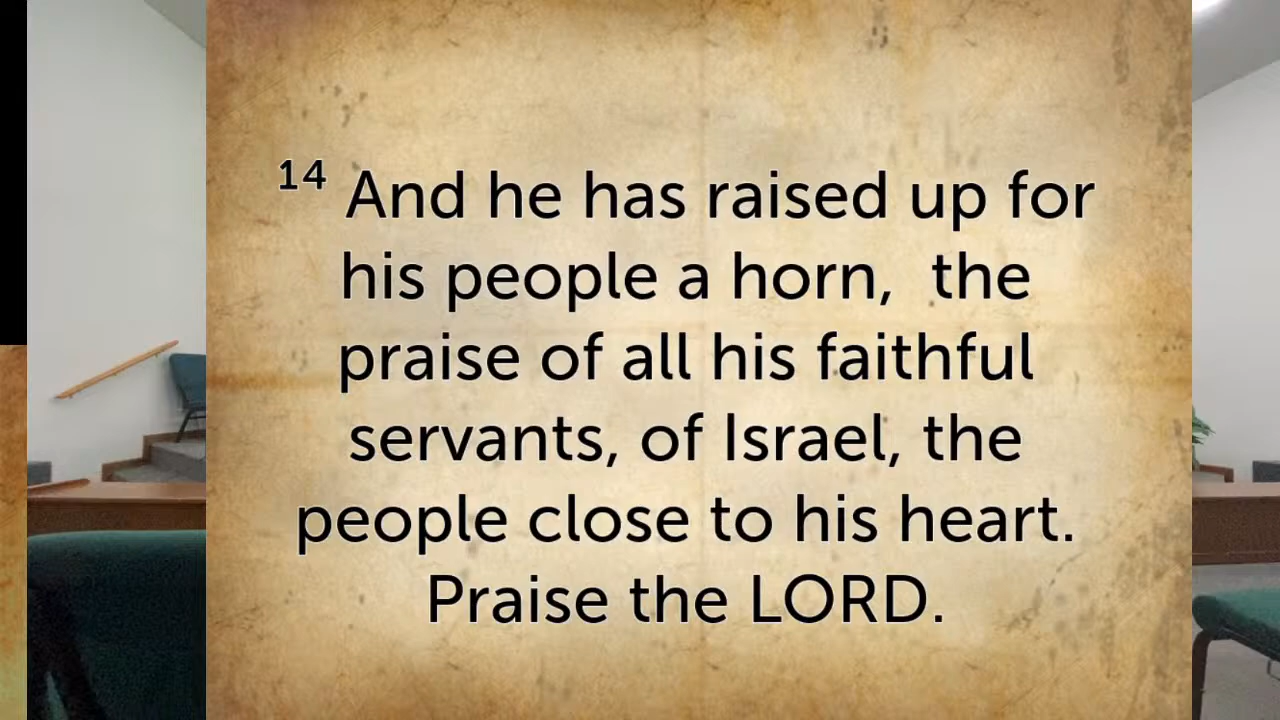 14 And he has raised up for
his people a horn,  the
praise of all his faithful
servants, of Israel, the
people close to his heart.
Praise the LORD.